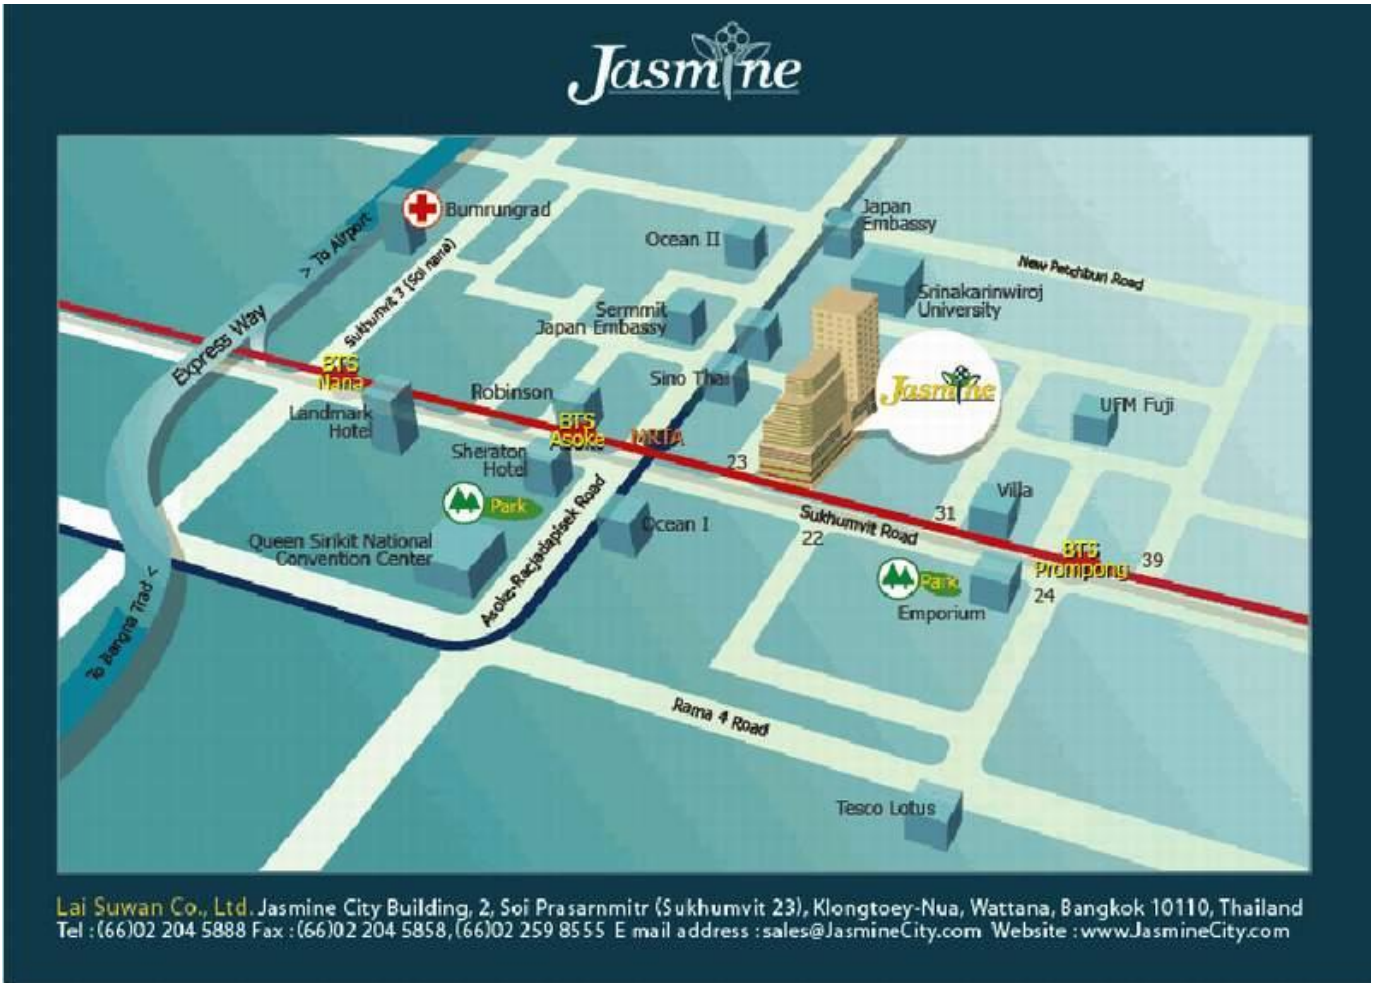 Jasmine
Bumrungrad
> To Airport
Sukhumvit 3 (Soi nana)
Express Way
Ocean II
Japan
Embassy
New Petchburi Road
Sermmit
Japan Embassy
Srinakarinwiroj
University
BTS
Nana
Landmark
Hotel
Robinson
Sino Thai
Jasmine
UFM Fuji
BTS
Asoke
MRTA
Sheraton
Hotel
23
Park
Villa
Sukhumvit Road
31
22
Ocean I
Queen Sirikit National
Convention Center
Asoke-Racjadapisek Road
BTS
Prompong
39
Park
24
Emporium
To Bangna Trad <
Rama 4 Road
Tesco Lotus
Lai Suwan Co., Ltd. Jasmine City Building, 2, Soi Prasarnmitr (Sukhumvit 23), Klongtoey-Nua, Wattana, Bangkok 10110, Thailand
Tel : (66)02 204 5888 Fax : (66)02 204 5858, (66)02 259 8555 E mail address : sales@JasmineCity.com Website : www.JasmineCity.com